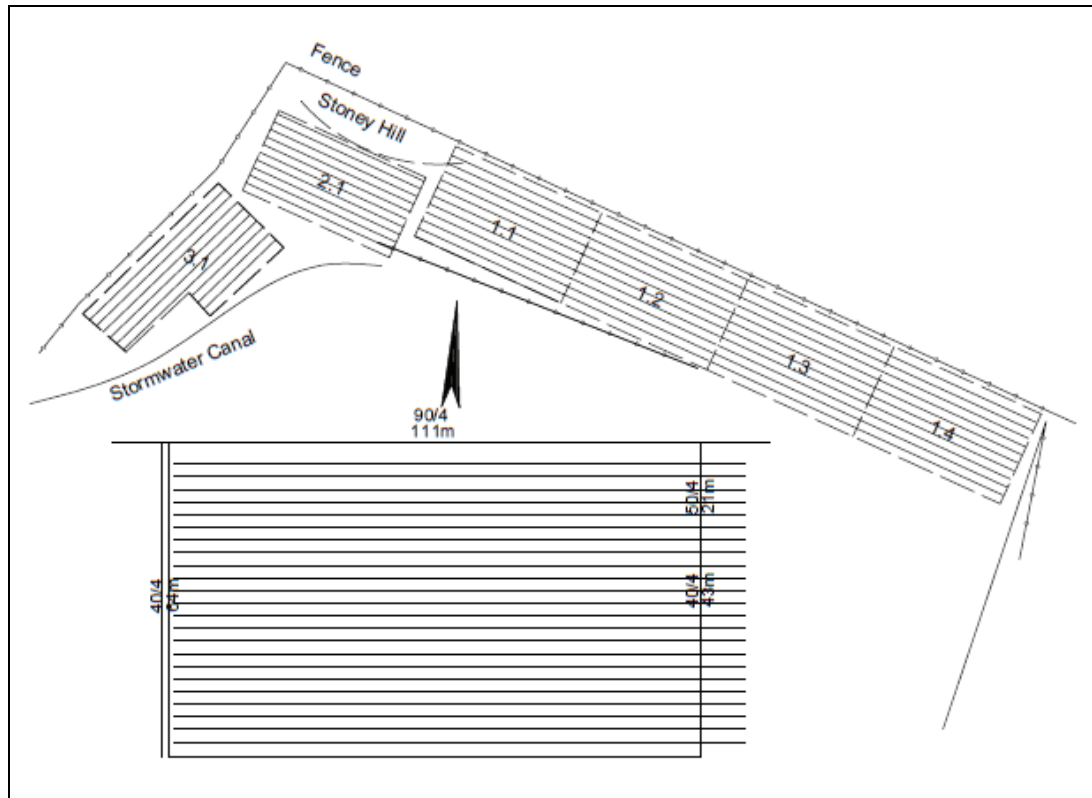 Fence
Stoney Hill
2.1
1.1
3.1
1.2
1.3
1.4
Stormwater Canal
90/4
111m
50/4
21m
40/4
64m
40/4
43m